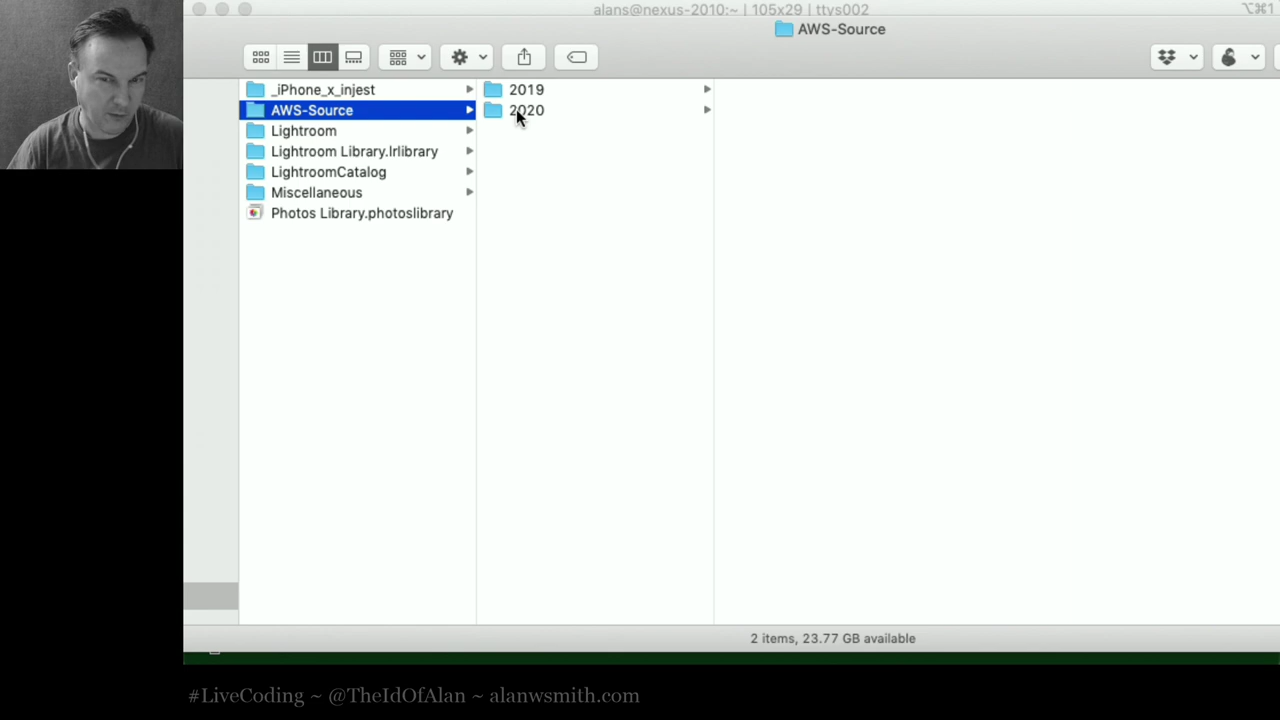 alans@nexus-2010:~ | 105x29 | ttys002
⌥⌘1
AWS-Source
_iPhone_x_injest
AWS-Source
Lightroom
Lightroom Library.lrlibrary
LightroomCatalog
Miscellaneous
Photos Library.photoslibrary
2019
2020
2 items, 23.77 GB available
#LiveCoding ~ @TheIdOfAlan ~ alanwsmith.com